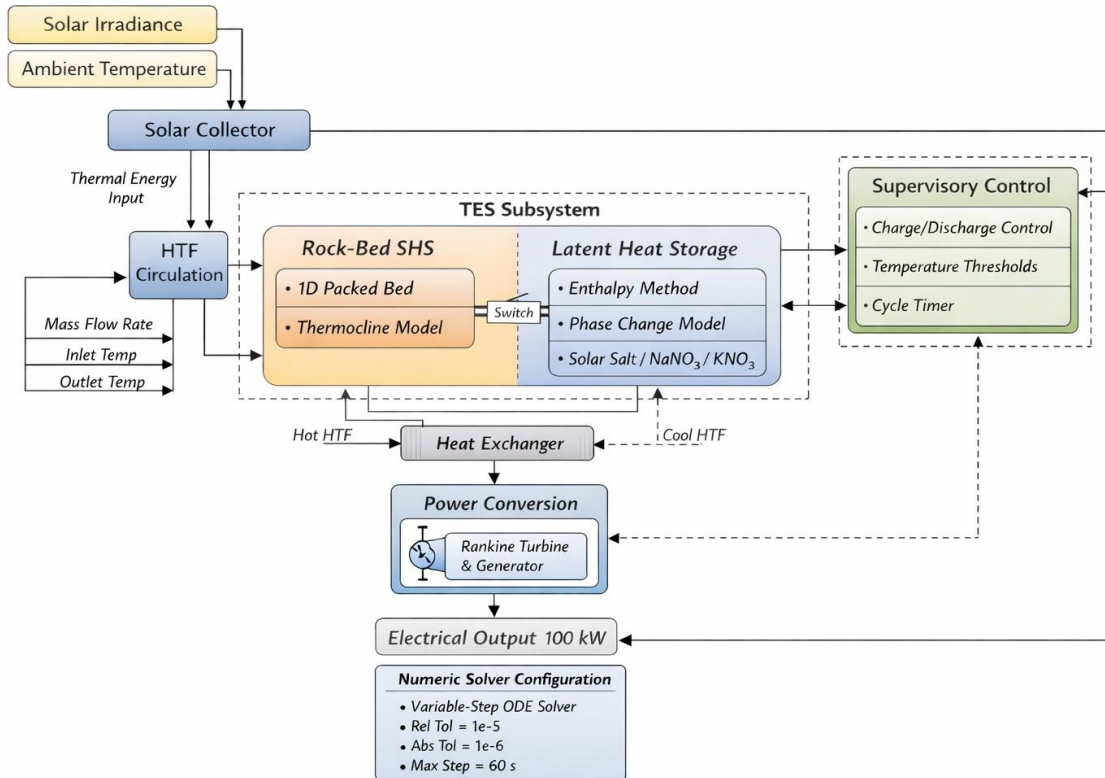 Solar Irradiance
Ambient Temperature
Solar Collector
Thermal Energy
Input
HTF
Circulation
Mass Flow Rate
Inlet Temp
Outlet Temp
TES Subsystem
Rock-Bed SHS
• 1D Packed Bed
• Thermocline Model
Switch
Latent Heat Storage
• Enthalpy Method
• Phase Change Model
• Solar Salt / NaNO₃ / KNO₃
Supervisory Control
• Charge/Discharge Control
• Temperature Thresholds
• Cycle Timer
Hot HTF
Heat Exchanger
Cool HTF
Power Conversion
Rankine Turbine
& Generator
Electrical Output 100 kW
Numeric Solver Configuration
• Variable-Step ODE Solver
• Rel Tol = 1e-5
• Abs Tol = 1e-6
• Max Step = 60 s